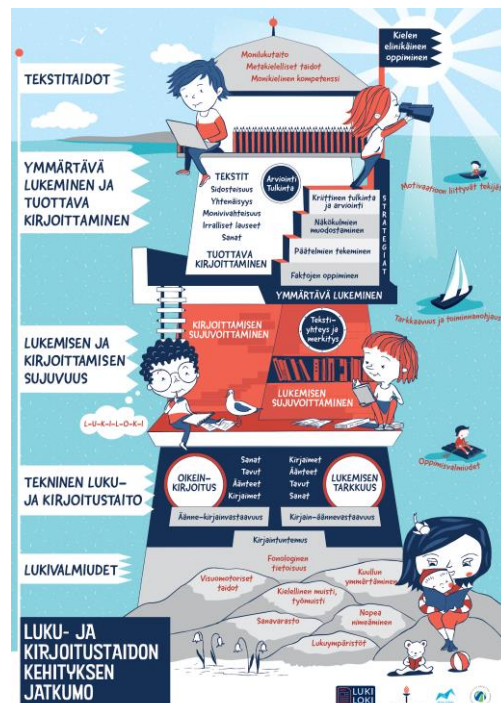 Monilukutaito
Metakielelliset taidot
Monikielinen kompetenssi
Kielen
elinikäinen
oppiminen
TEKSTITAIDOT
YMMÄRTÄVÄ
LUKEMINEN JA
TUOTTAVA
KIRJOITTAMINEN
TEKSTIT
Sidosteisuus
Yhtenäisyys
Monivivahteisuus
Irralliset lauseet
Sanat
TUOTTAVA
KIRJOITTAMINEN
Arviointi
Tulkinta
Kriittinen tulkinta
ja arviointi
Näkökulmien
muodostaminen
Päätelmien tekeminen
Faktojen oppiminen
STRATEGIAT
YMMÄRTÄVÄ LUKEMINEN
Motivaatioon liittyvät tekijät
Tarkkaavuus ja toiminnanohjaus
LUKEMISEN JA
KIRJOITTAMISEN
SUJUVUUS
KIRJOITTAMISEN
SUJUVOITTAMINEN
Teksti-
yhteys ja
merkitys
LUKEMISEN
SUJUVOITTAMINEN
L-U-K-I-L-O-K-I
Oppimisvalmiudet
TEKNINEN LUKU-
JA KIRJOITUSTAITO
OIKEIN-
KIRJOITUS
Sanat
Tavut
Äänteet
Kirjaimet
Kirjaimet
Äänteet
Tavut
Sanat
LUKEMISEN
TARKKUUS
Äänne-kirjainvastaavuus
Kirjain-äännevastaavuus
Kirjaintuntemus
LUKIVALMIUDET
Fonologinen
tietoisuus
Visuomotoriset
taidot
Kuullun
ymmärtäminen
Kielellinen muisti,
työmuisti
Nopea
nimeäminen
Sanavarasto
Lukuympäristöt
LUKU- JA
KIRJOITUSTAIDON
KEHITYKSEN
JATKUMO
LUKI
LOKI